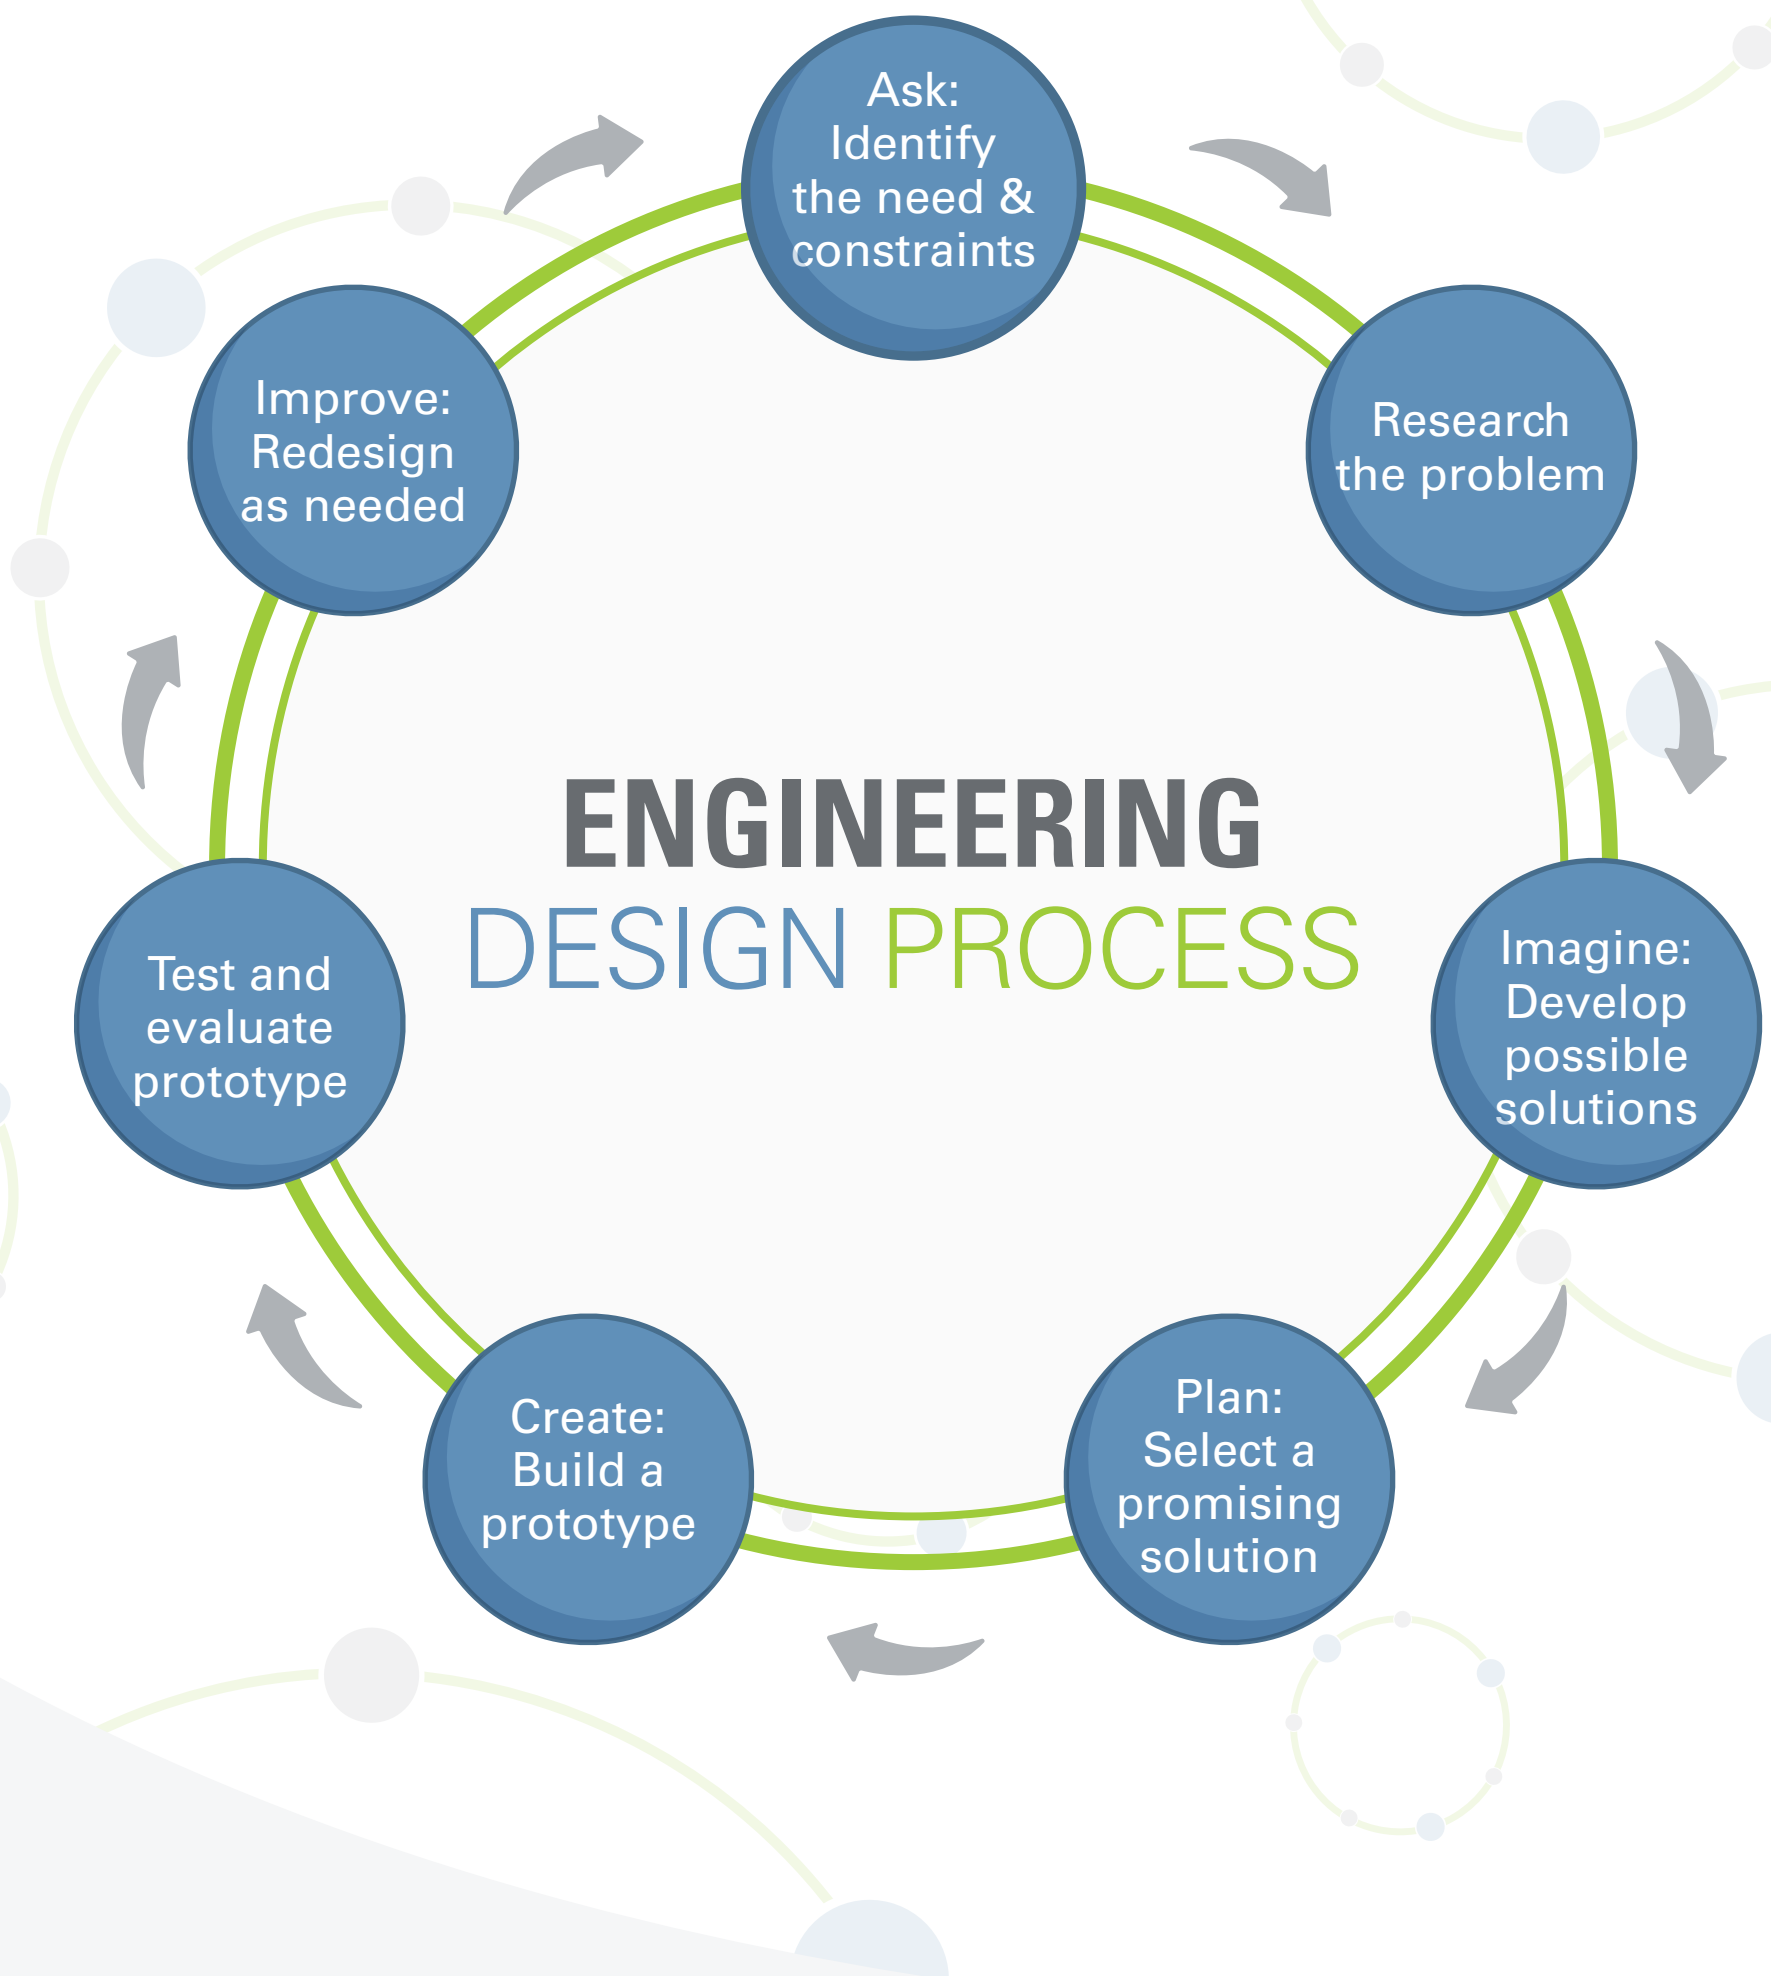 Ask:
Identify
the need &
constraints
Research
the problem
Imagine:
Develop
possible
solutions
Plan:
Select a
promising
solution
Create:
Build a
prototype
Test and
evaluate
prototype
Improve:
Redesign
as needed
ENGINEERING
DESIGN PROCESS